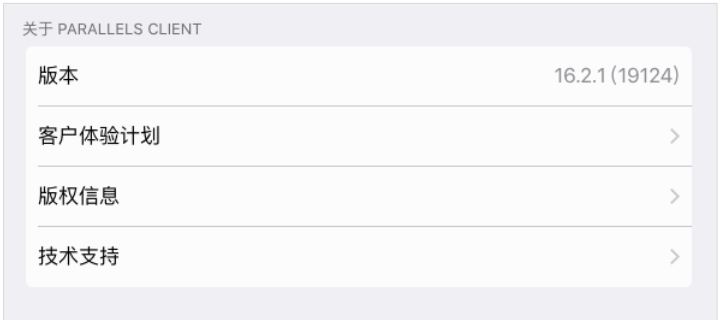 关于 PARALLELS CLIENT
版本 16.2.1 (19124)
客户体验计划
版权信息
技术支持